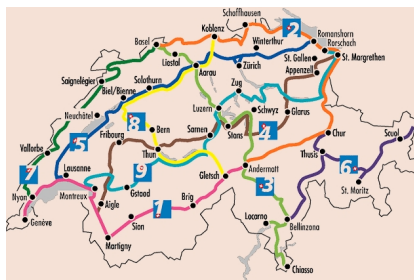 Schaffhausen
Koblenz
2
Basel
Winterthur
Romanshorn
Rorschach
Liestal
St. Gallen
St. Margrethen
Aarau
Zürich
Appenzell
Saignelégier
Solothurn
Zug
Biel/Bienne
Luzern
Schwyz
Neuchâtel
8
Glarus
Bern
Stans
4
Fribourg
Sarnen
Chur
Vallorbe
5
Thun
Scuol
Thusis
Lausanne
9
Gletsch
Andermatt
6
7
Gstaad
3
St. Moritz
Nyon
Montreux
Brig
Aigle
1
Locarno
Genève
Sion
Bellinzona
Martigny
Chiasso